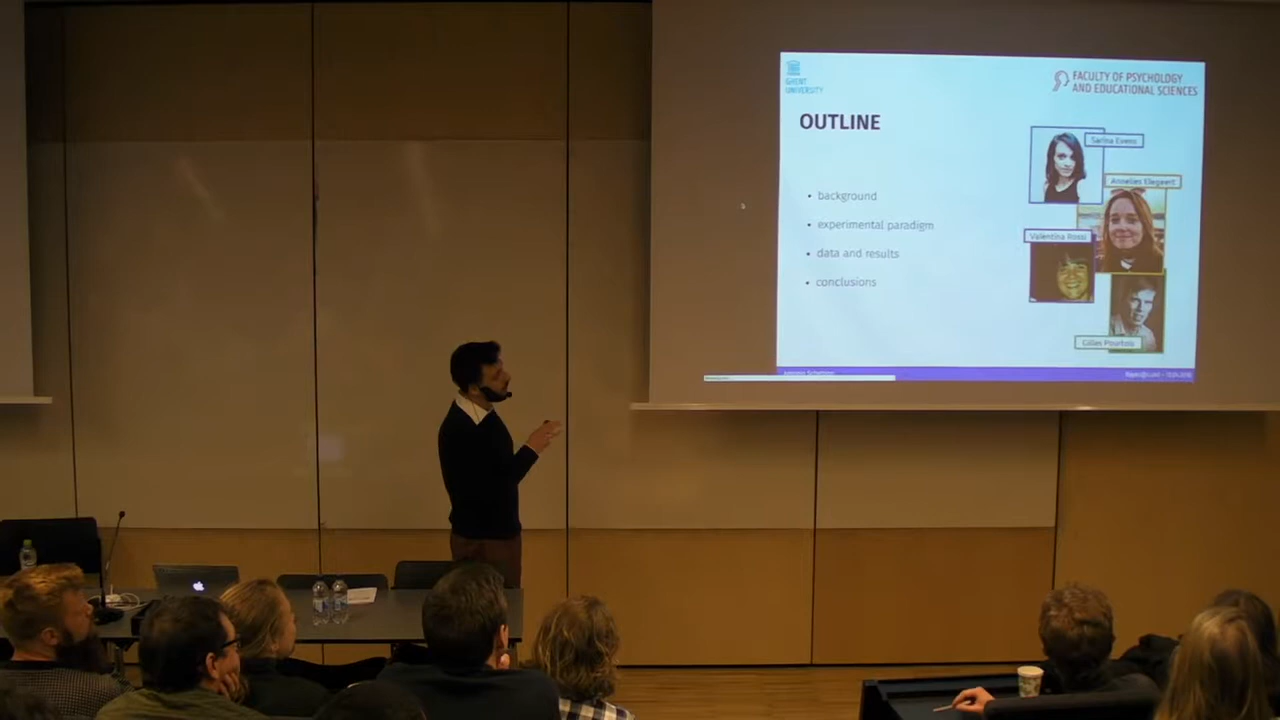 GHENT
UNIVERSITY
FACULTY OF PSYCHOLOGY
AND EDUCATIONAL SCIENCES
OUTLINE
• background
• experimental paradigm
• data and results
• conclusions
Sarina Evens
Annelies Elegeert
Valentina Rossi
Gilles Pourtois